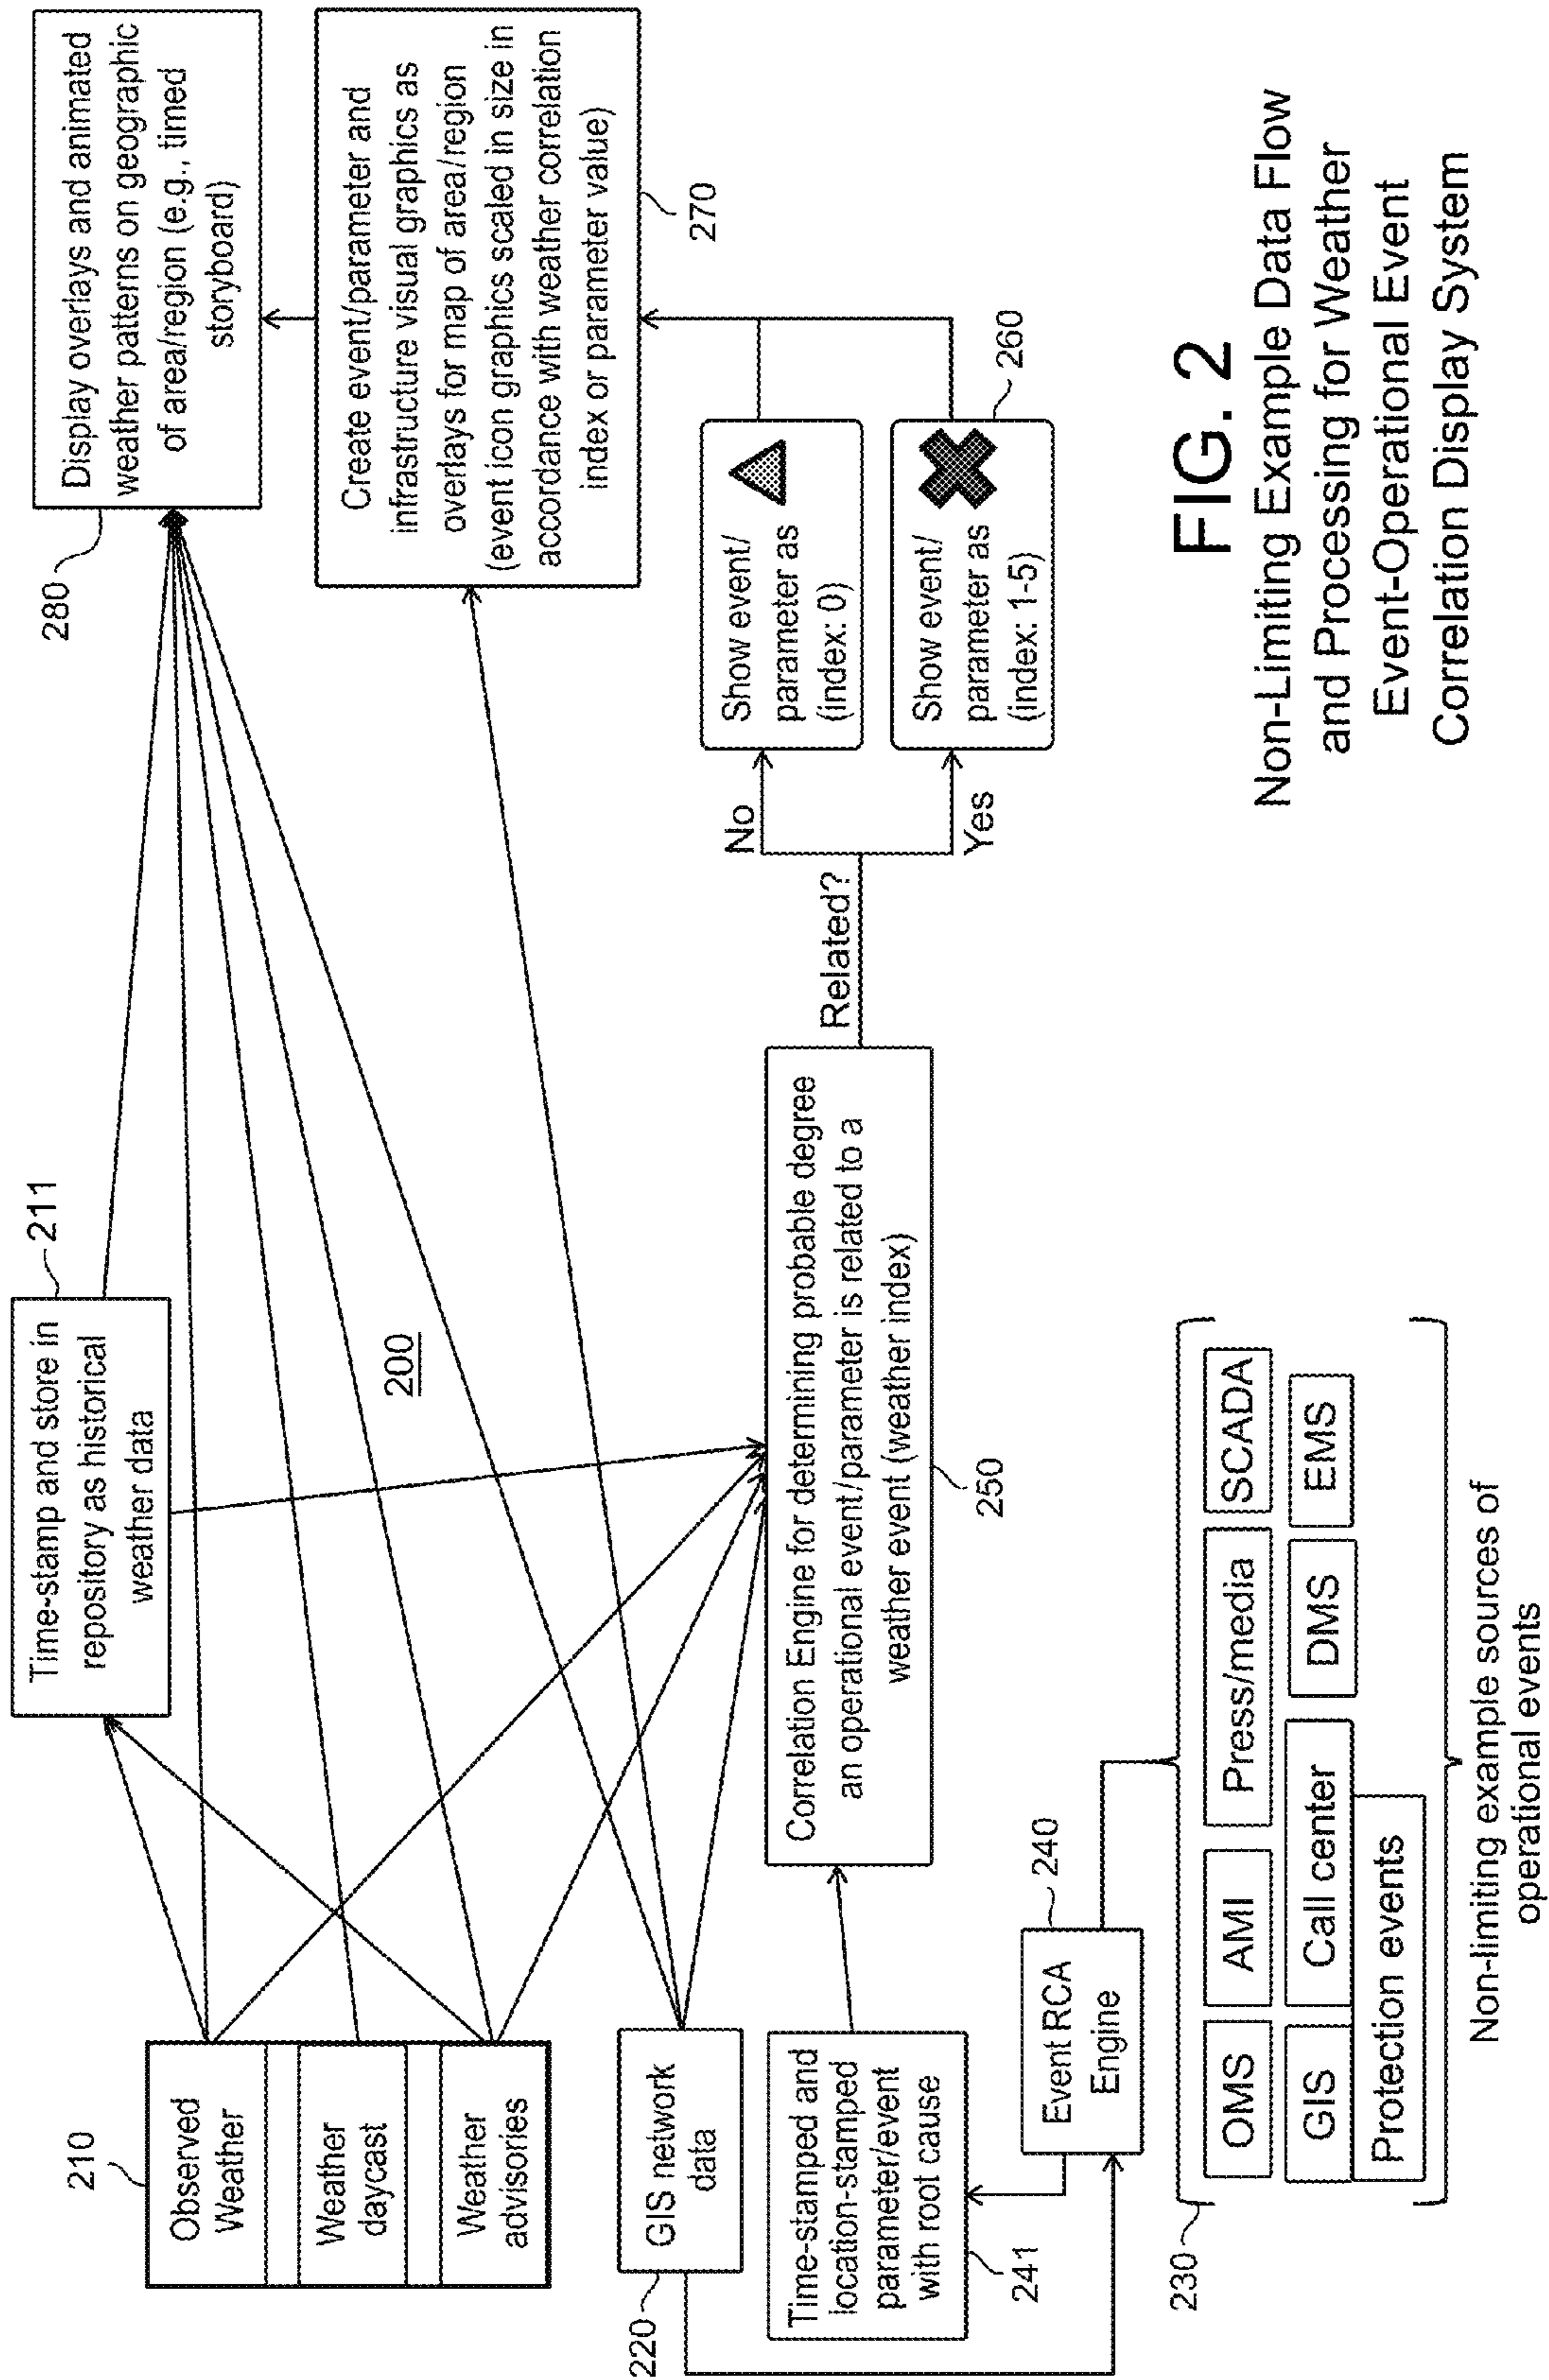 210
Observed
Weather
Weather
daycast
Weather
advisories
Time-stamp and store in
repository as historical
weather data
211
200
280
Display overlays and animated
weather patterns on geographic
of area/region (e.g., timed
storyboard)
Create event/parameter and
infrastructure visual graphics as
overlays for map of area/region
(event icon graphics scaled in size in
accordance with weather correlation
index or parameter value)
270
220
GIS network
data
Time-stamped and
location-stamped
parameter/event
with root cause
241
Correlation Engine for determining probable degree
an operational event/parameter is related to a
weather event (weather index)
250
Related?
No
Yes
Show event/
parameter as
(index: 0)
Show event/
parameter as
(index: 1-5)
260
Event RCA
Engine
240
230
OMS
AMI
Press/media
SCADA
GIS
Call center
DMS
EMS
Protection events
Non-limiting example sources of
operational events
FIG. 2
Non-Limiting Example Data Flow
and Processing for Weather
Event-Operational Event
Correlation Display System